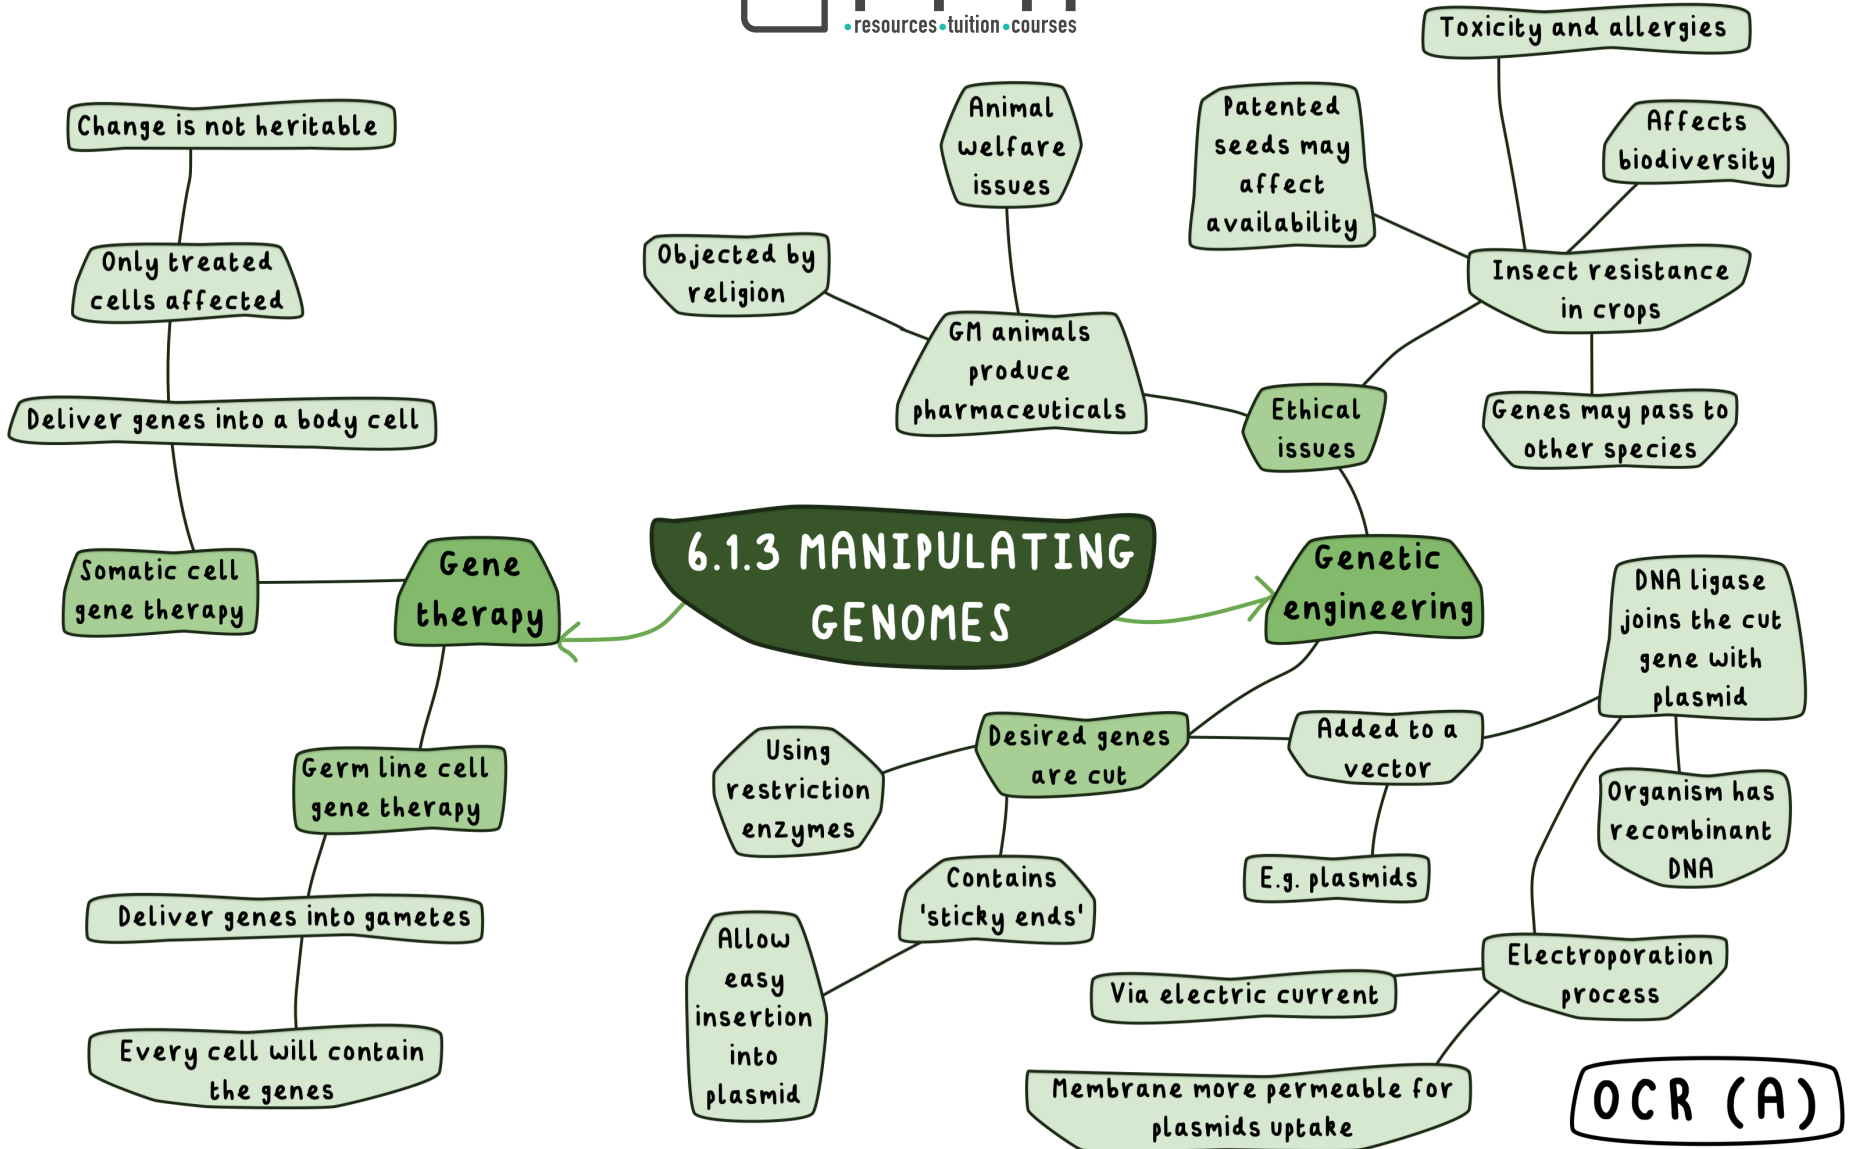 •resources•tuition•courses
Toxicity and allergies
Change is not heritable
Animal
welfare
issues
Patented
seeds may
affect
availability
Affects
biodiversity
Only treated
cells affected
Objected by
religion
Insect resistance
in crops
GM animals
produce
pharmaceuticals
Deliver genes into a body cell
Ethical
issues
Genes may pass to
other species
Somatic cell
gene therapy
Gene
therapy
6.1.3 MANIPULATING
GENOMES
Genetic
engineering
DNA ligase
joins the cut
gene with
plasmid
Germ line cell
gene therapy
Using
restriction
enzymes
Desired genes
are cut
Added to a
vector
Organism has
recombinant
DNA
Deliver genes into gametes
Contains
'sticky ends'
E.g. plasmids
Allow
easy
insertion
into
plasmid
Electroporation
process
Via electric current
Every cell will contain
the genes
Membrane more permeable for
plasmids uptake
OCR (A)